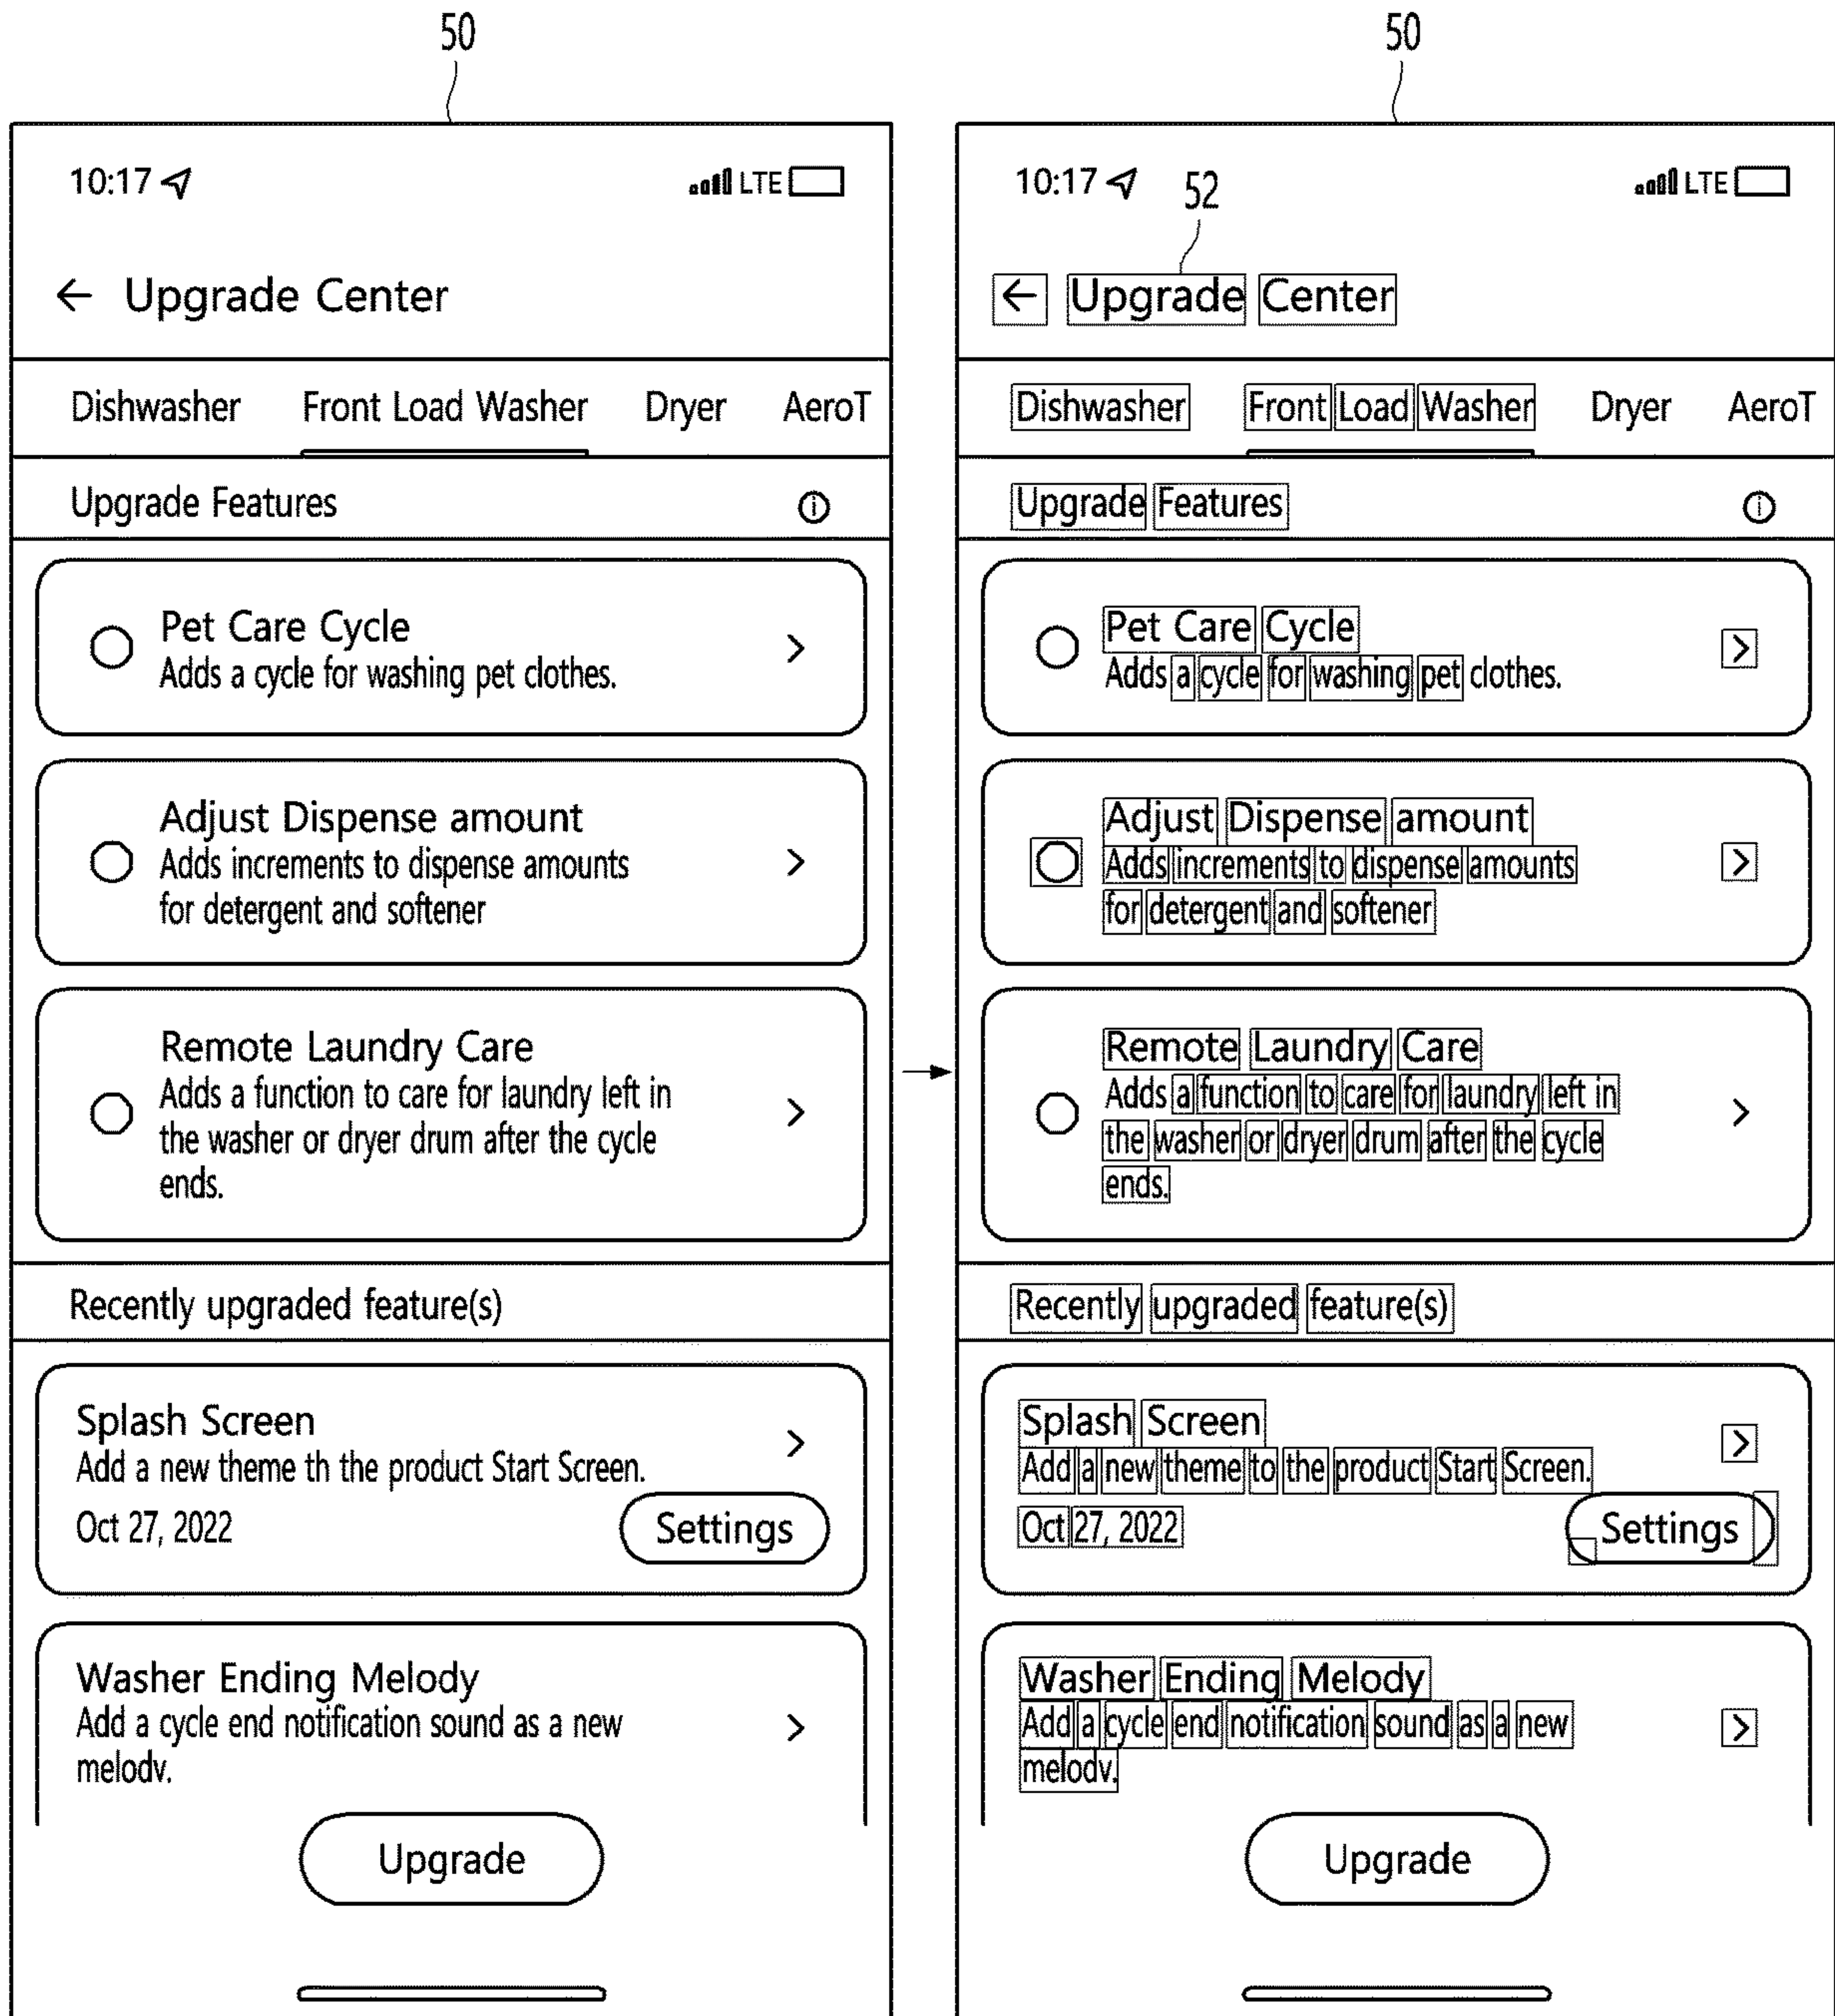 50
10:17 LTE
← Upgrade Center
Dishwasher Front Load Washer Dryer AeroT
Upgrade Features
Pet Care Cycle
Adds a cycle for washing pet clothes.
Adjust Dispense amount
Adds increments to dispense amounts
for detergent and softener
Remote Laundry Care
Adds a function to care for laundry left in
the washer or dryer drum after the cycle
ends.
Recently upgraded feature(s)
Splash Screen
Add a new theme th the product Start Screen.
Oct 27, 2022
Settings
Washer Ending Melody
Add a cycle end notification sound as a new
melodv.
Upgrade
50
10:17 LTE
52
← Upgrade Center
Dishwasher Front Load Washer Dryer AeroT
Upgrade Features
Pet Care Cycle
Adds a cycle for washing pet clothes.
Adjust Dispense amount
Adds increments to dispense amounts
for detergent and softener
Remote Laundry Care
Adds a function to care for laundry left in
the washer or dryer drum after the cycle
ends.
Recently upgraded feature(s)
Splash Screen
Add a new theme to the product Start Screen.
Oct 27, 2022
Settings
Washer Ending Melody
Add a cycle end notification sound as a new
melodv.
Upgrade